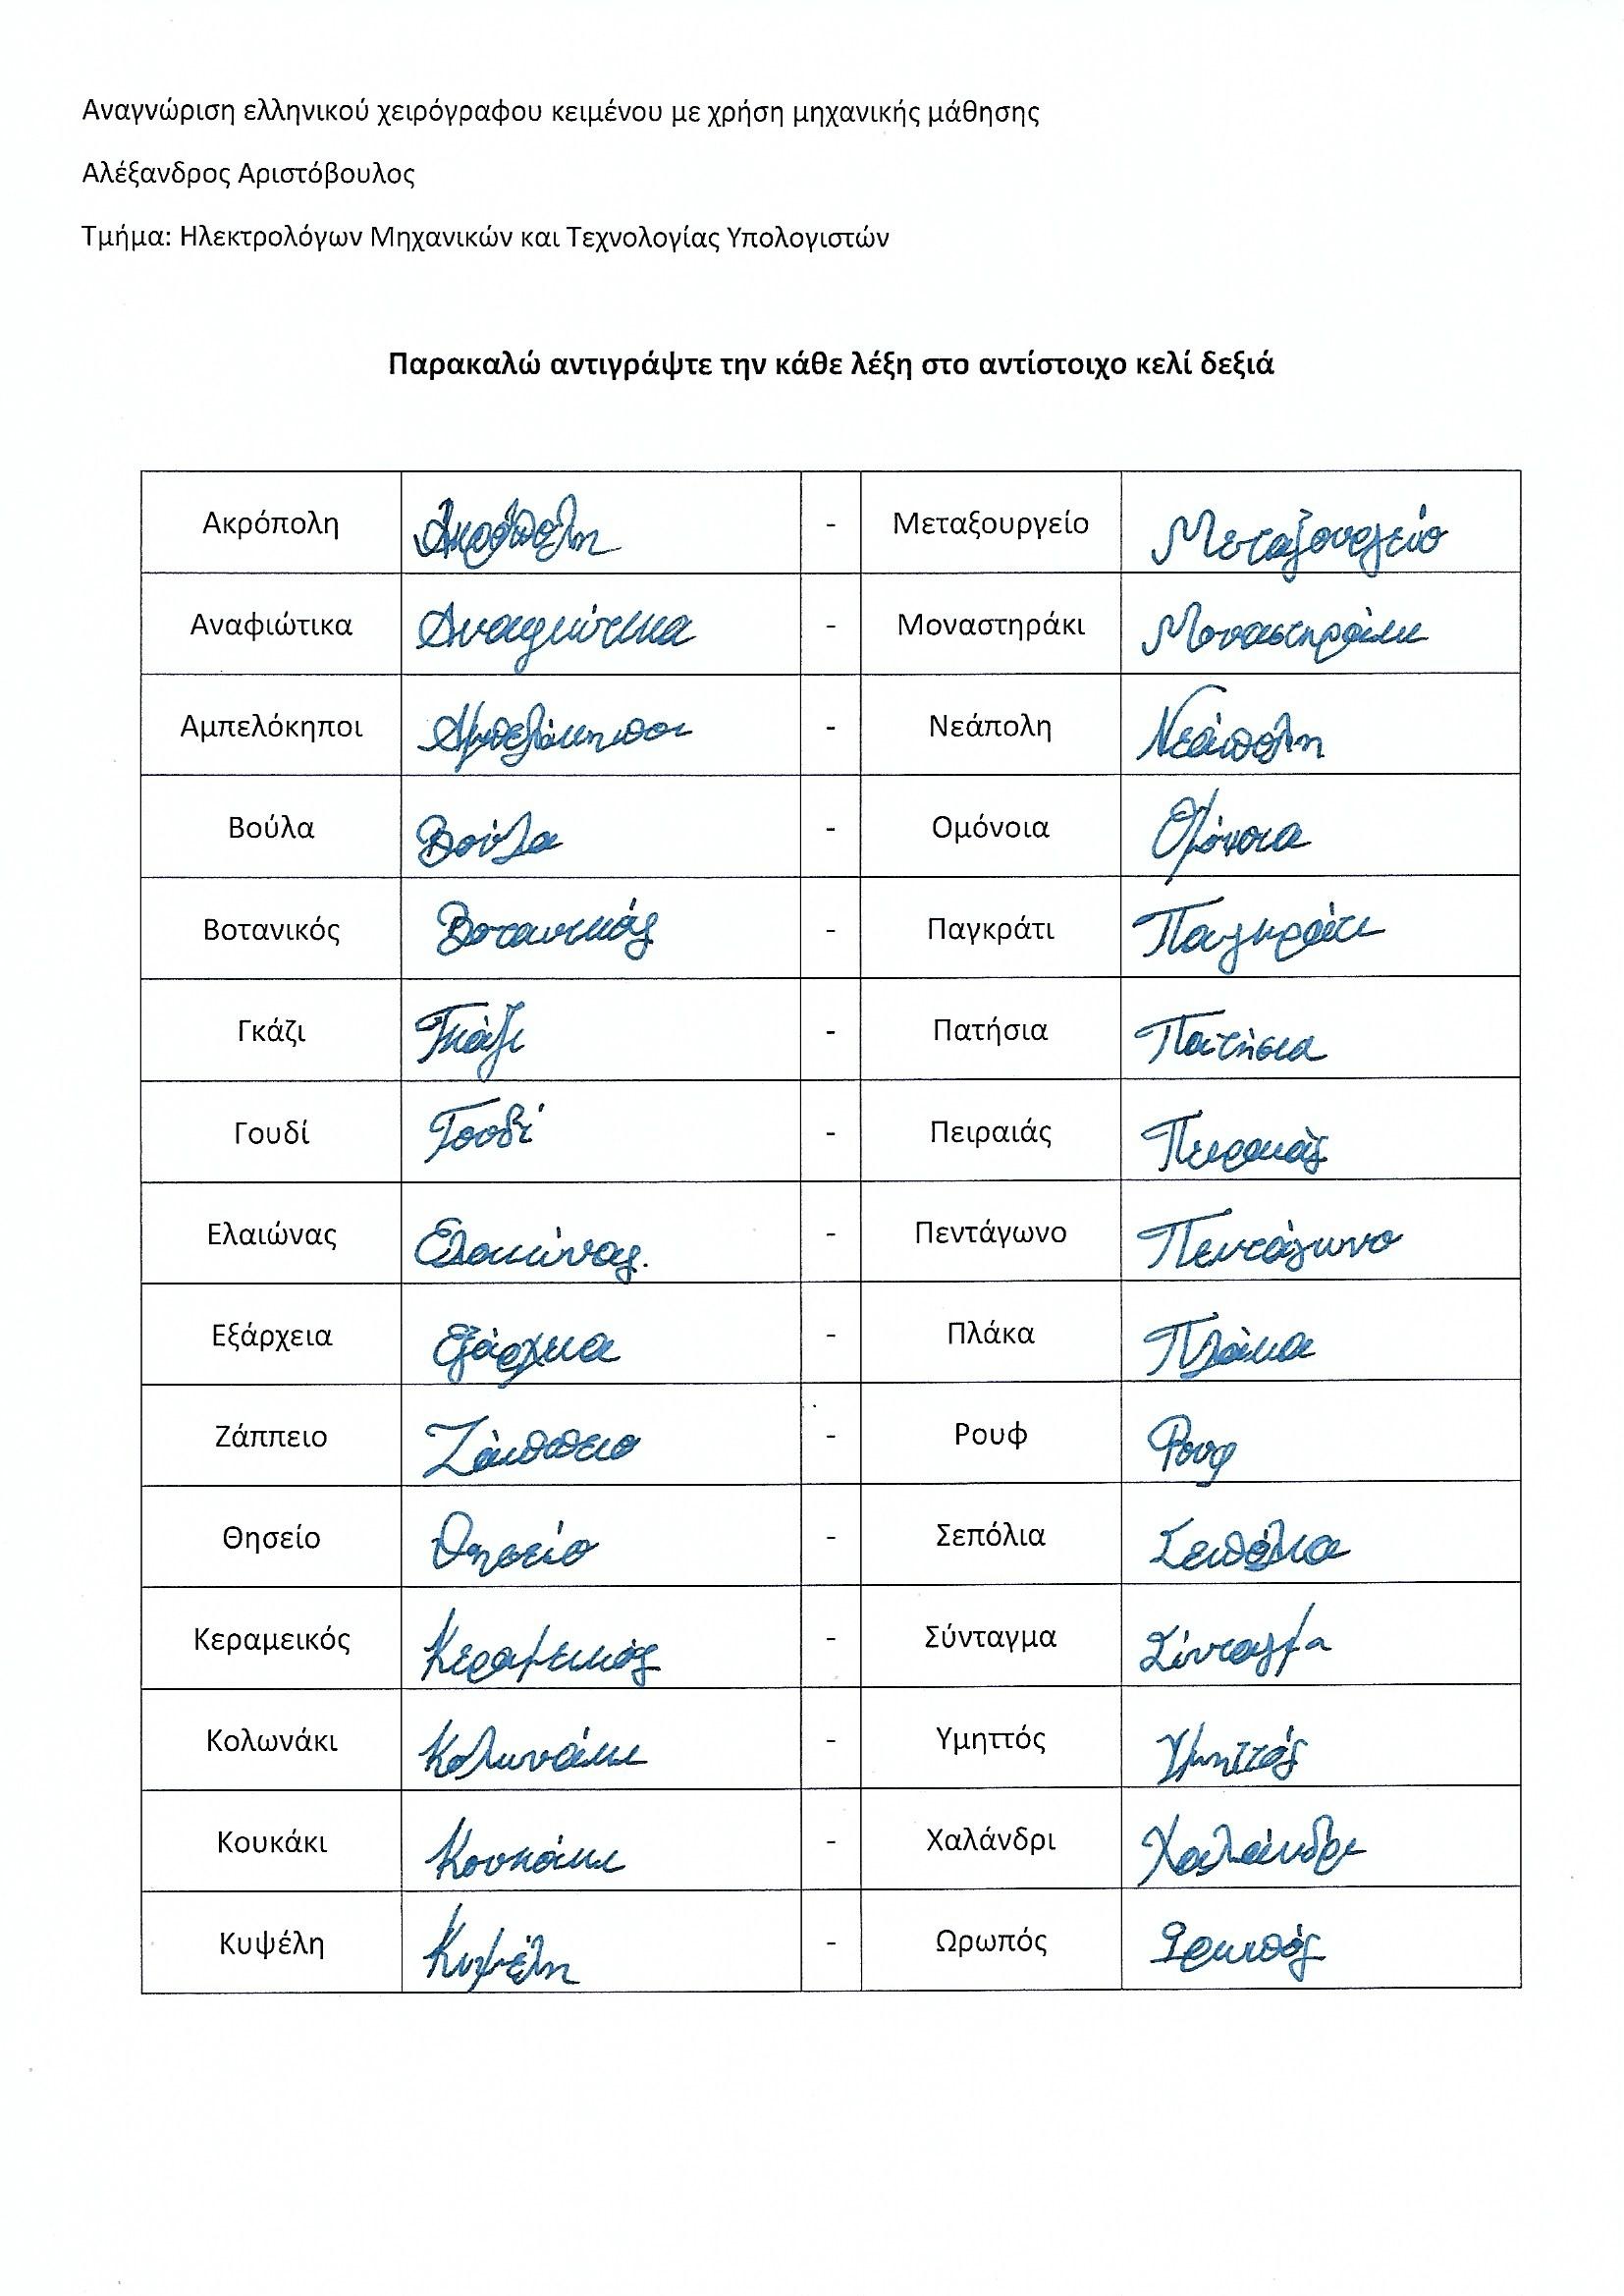 Αναγνώριση ελληνικού χειρόγραφου κειμένου με χρήση μηχανικής μάθησης
Αλέξανδρος Αριστόβουλος
Τμήμα: Ηλεκτρολόγων Μηχανικών και Τεχνολογίας Υπολογιστών
Παρακαλώ αντιγράψτε την κάθε λέξη στο αντίστοιχο κελί δεξιά
Ακρόπολη Ακρόπολη - Μεταξουργείο Μεταξουργείο
Αναφιώτικα Αναφιώτικα - Μοναστηράκι Μοναστηράκι
Αμπελόκηποι Αμπελόκηποι - Νεάπολη Νεάπολη
Βούλα Βούλα - Ομόνοια Ομόνοια
Βοτανικός Βοτανικός - Παγκράτι Παγκράτι
Γκάζι Γκάζι - Πατήσια Πατήσια
Γουδί Γουδί - Πειραιάς Πειραιάς
Ελαιώνας Ελαιώνας. - Πεντάγωνο Πεντάγωνο
Εξάρχεια Εξάρχεια - Πλάκα Πλάκα
Ζάππειο Ζάππειο - Ρουφ Ρουφ
Θησείο Θησείο - Σεπόλια Σεπόλια
Κεραμεικός Κεραμεικός - Σύνταγμα Σύνταγμα
Κολωνάκι Κολωνάκι - Υμηττός Υμηττός
Κουκάκι Κουκάκι - Χαλάνδρι Χαλάνδρι
Κυψέλη Κυψέλη - Ωρωπός Ωρωπός